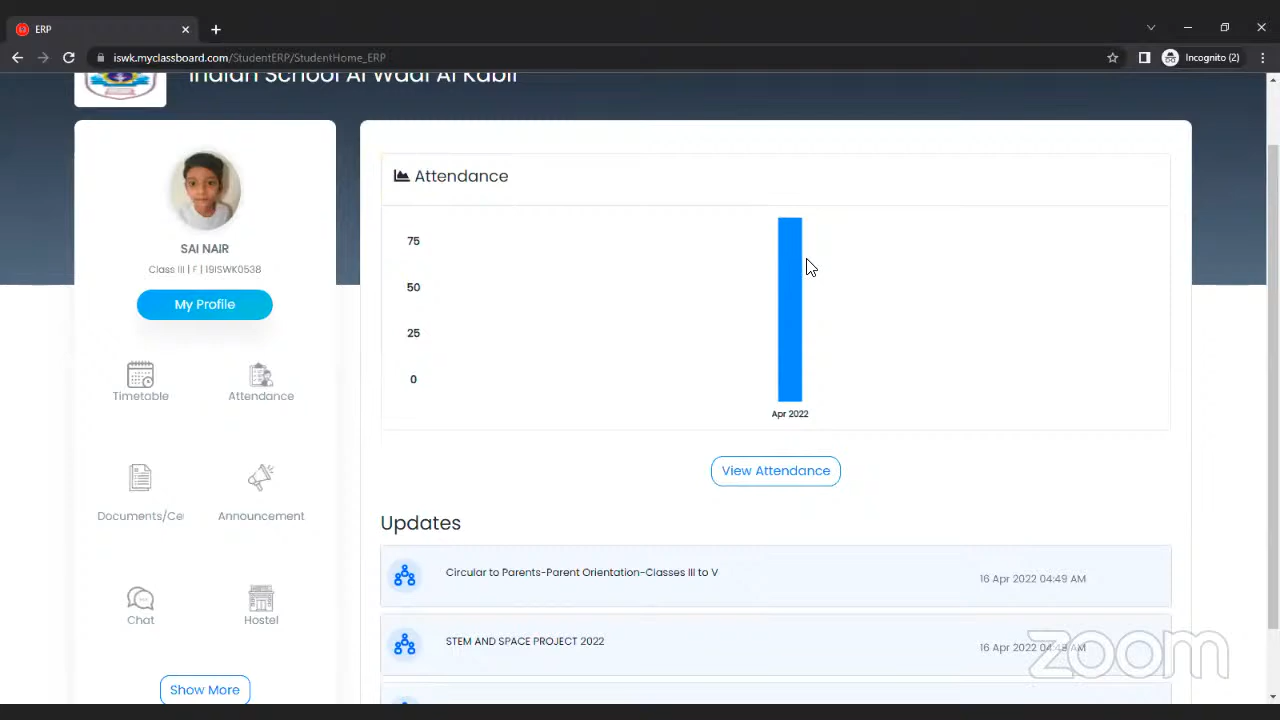 ERP
iswk.myclassboard.com/StudentERP/StudentHome_ERP
Incognito (2)
Indian School Al Wadi Al Kabir
SAI NAIR
Class III | F | 19ISWK0538
My Profile
Timetable
Attendance
Documents/Ce
Announcement
Chat
Hostel
Show More
Attendance
75
50
25
0
Apr 2022
View Attendance
Updates
Circular to Parents-Parent Orientation-Classes III to V
16 Apr 2022 04:49 AM
STEM AND SPACE PROJECT 2022
16 Apr 2022 04:48 AM
zoom